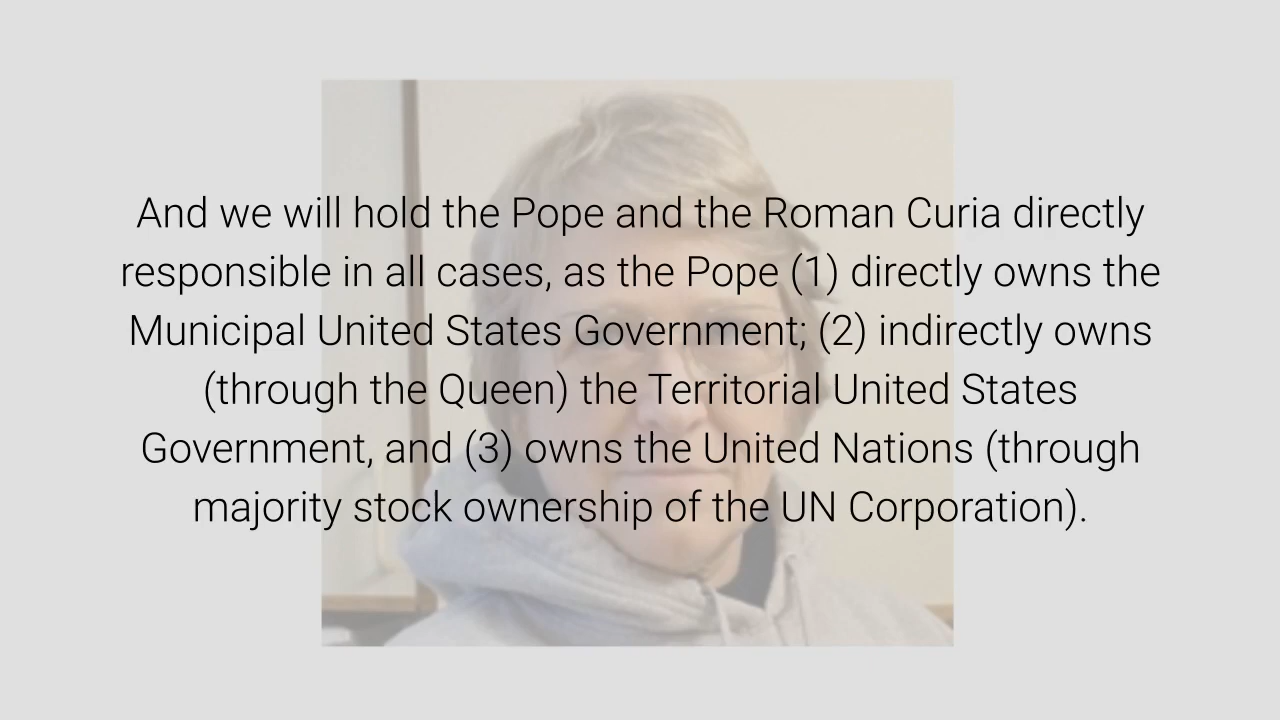 And we will hold the Pope and the Roman Curia directly
responsible in all cases, as the Pope (1) directly owns the
Municipal United States Government; (2) indirectly owns
(through the Queen) the Territorial United States
Government, and (3) owns the United Nations (through
majority stock ownership of the UN Corporation).